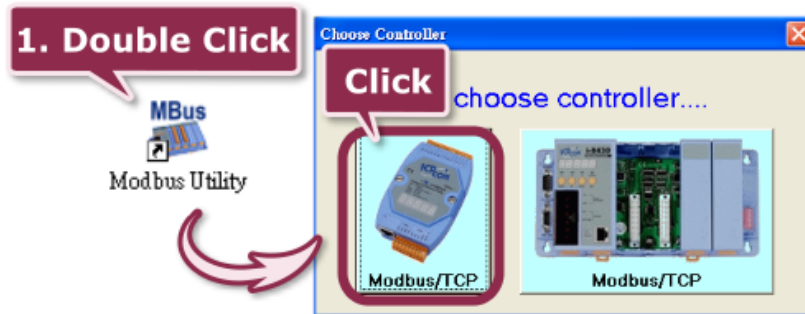 1. Double Click
MBus
Modbus Utility
Choose Controller
Click
choose controller....
Modbus/TCP
Modbus/TCP